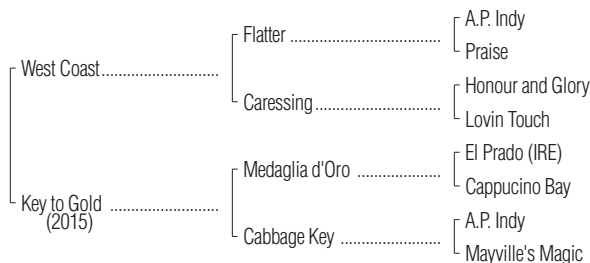 A.P. Indy
Flatter
Praise
West Coast
Honour and Glory
Caressing
Lovin Touch
El Prado (IRE)
Medaglia d'Oro
Cappucino Bay
Key to Gold
(2015)
A.P. Indy
Cabbage Key
Mayville's Magic